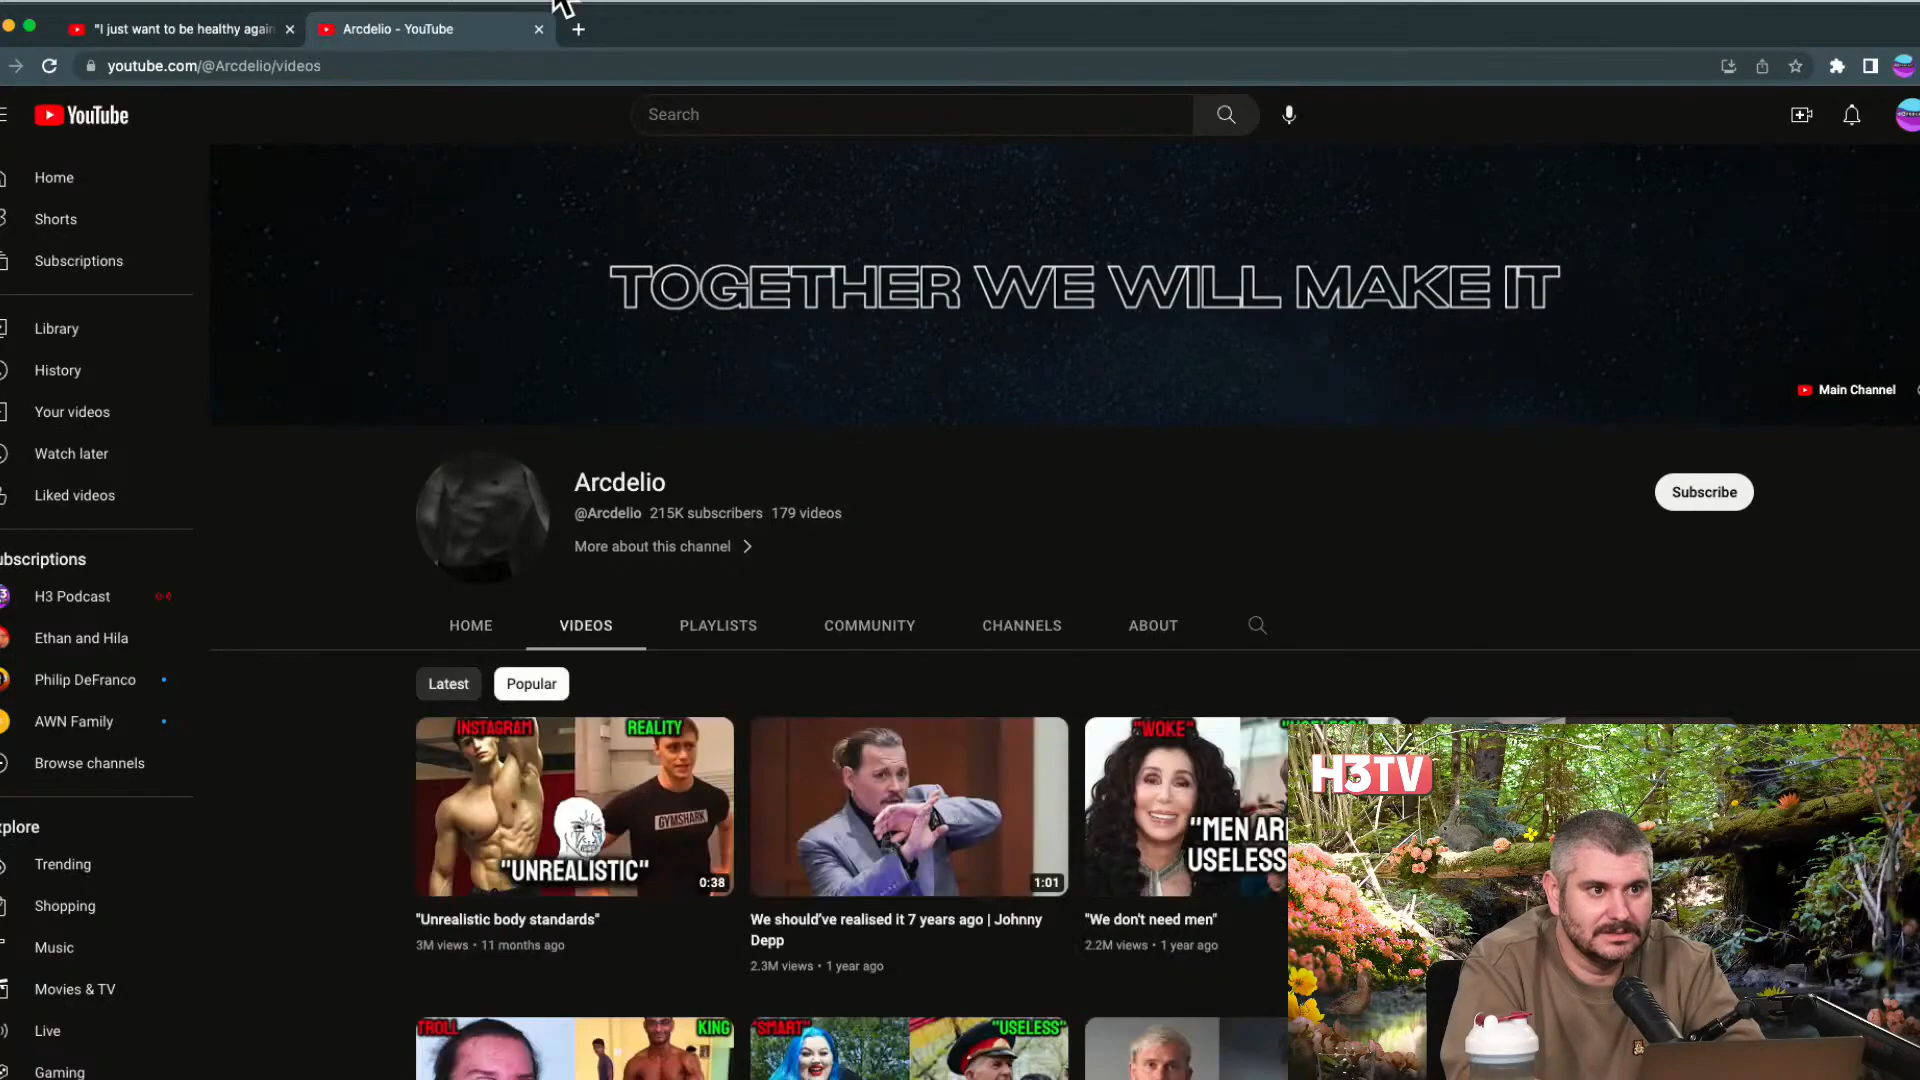 "I just want to be healthy again
Arcdelio - YouTube
youtube.com/@Arcdelio/videos
YouTube
Search
Home
Shorts
Subscriptions
Library
History
Your videos
Watch later
Liked videos
ubscriptions
H3 Podcast
Ethan and Hila
Philip DeFranco
AWN Family
Browse channels
xplore
Trending
Shopping
Music
Movies & TV
Live
Gaming
TOGETHER WE WILL MAKE IT
Main Channel
Arcdelio
@Arcdelio 215K subscribers 179 videos
More about this channel
Subscribe
HOME VIDEOS PLAYLISTS COMMUNITY CHANNELS ABOUT
Latest Popular
INSTAGRAM REALITY
GYMSHARK
"UNREALISTIC"
0:38
"Unrealistic body standards"
3M views • 11 months ago
1:01
We should've realised it 7 years ago | Johnny
Depp
2.3M views • 1 year ago
"WOKE"
"MEN AR
USELESS
"We don't need men"
2.2M views • 1 year ago
TROLL KING
"SMART" "USELESS"
H3TV